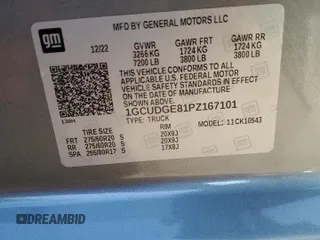 MFD BY GENERAL MOTORS LLC
gm
12/22 GVWR GAWR FRT GAWR RR
3266 KG 1724 KG 1724 KG
7200 LB 3800 LB 3800 LB
THIS VEHICLE CONFORMS TO ALL
APPLICABLE U.S. FEDERAL MOTOR
VEHICLE SAFETY STANDARDS IN
EFFECT ON THE DATE OF
MANUFACTURE SHOWN ABOVE.
1GCUDGE81PZ167101
TYPE: TRUCK
MODEL: 11CK10543
TIRE SIZE RIM
FRT 275/60R20 S 20X9J
RR 275/60R20 S 20X9J
SPA 17X8J
DREAMBID